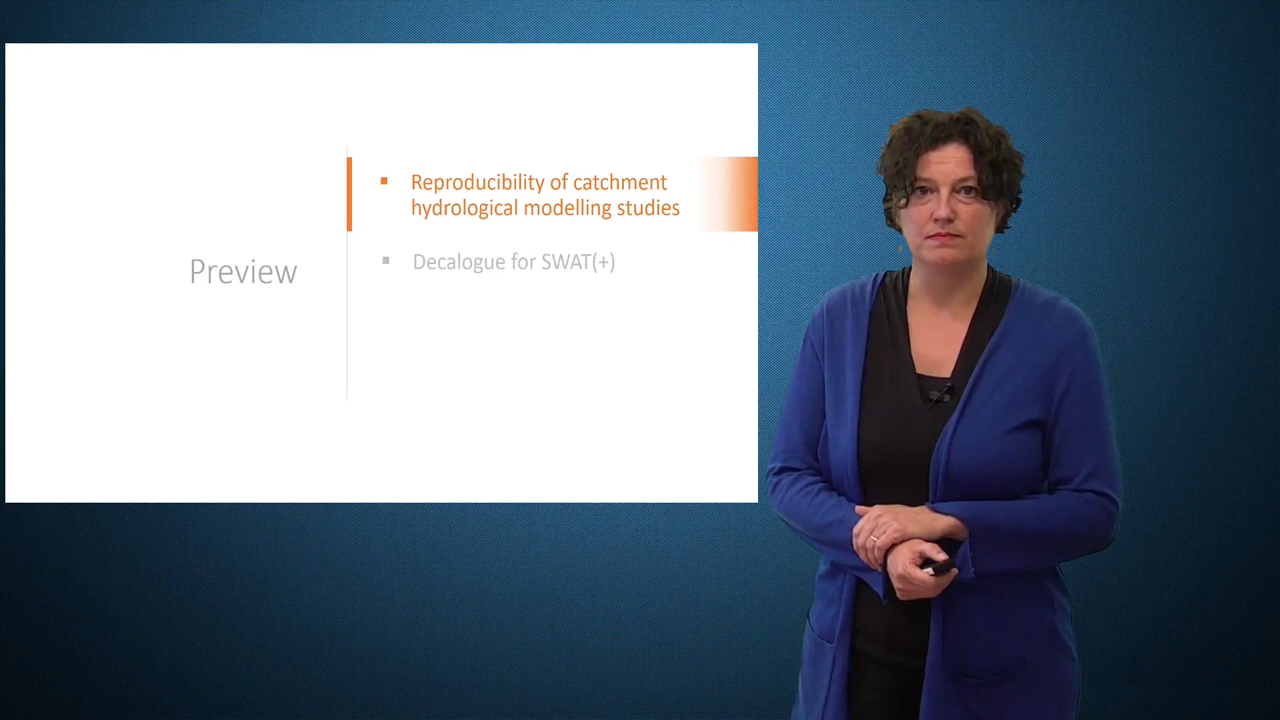 Preview
Reproducibility of catchment
hydrological modelling studies
Decalogue for SWAT(+)